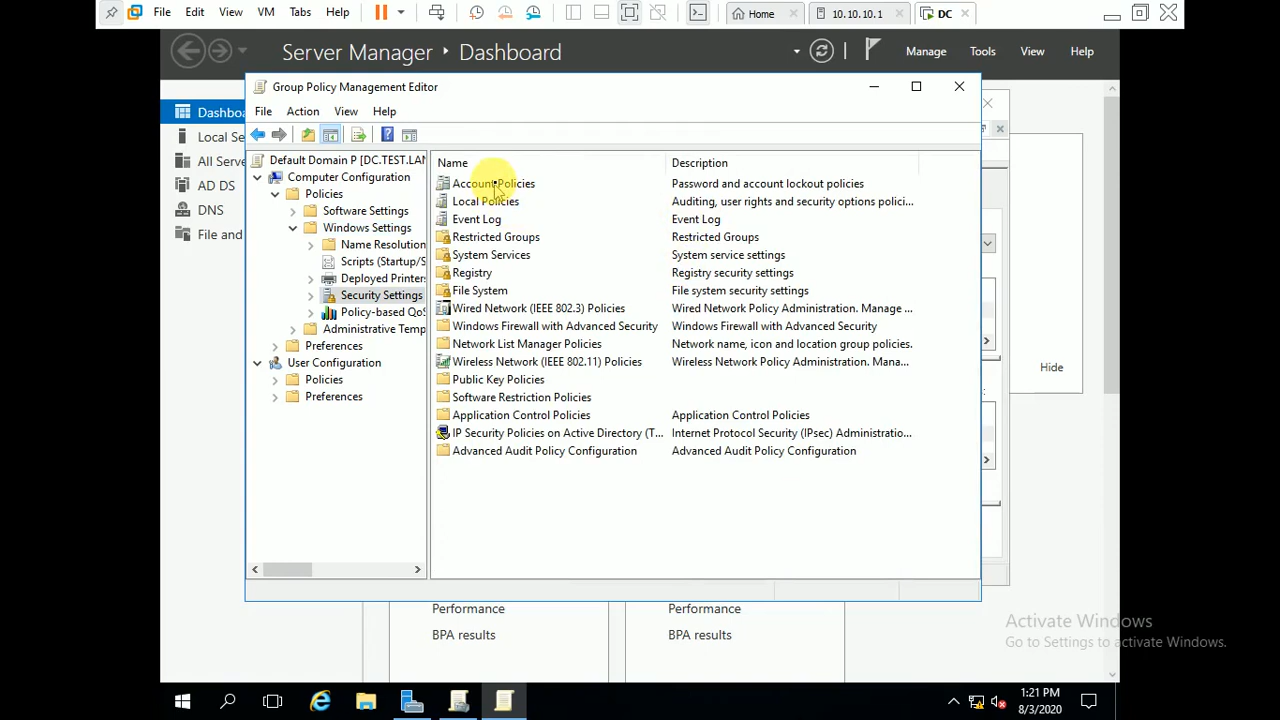 File Edit View VM Tabs Help Home 10.10.10.1 DC
Server Manager Dashboard Manage Tools View Help
Dashboa
Local Se
All Serve
AD DS
DNS
File and
Group Policy Management Editor
File Action View Help
Default Domain P [DC.TEST.LAN
Computer Configuration
Policies
Software Settings
Windows Settings
Name Resolution
Scripts (Startup/S
Deployed Printers
Security Settings
Policy-based QoS
Administrative Temp
Preferences
User Configuration
Policies
Preferences
Name Description
Account Policies Password and account lockout policies
Local Policies Auditing, user rights and security options polici...
Event Log Event Log
Restricted Groups Restricted Groups
System Services System service settings
Registry Registry security settings
File System File system security settings
Wired Network (IEEE 802.3) Policies Wired Network Policy Administration. Manage ...
Windows Firewall with Advanced Security Windows Firewall with Advanced Security
Network List Manager Policies Network name, icon and location group policies.
Wireless Network (IEEE 802.11) Policies Wireless Network Policy Administration. Mana...
Public Key Policies
Software Restriction Policies
Application Control Policies Application Control Policies
IP Security Policies on Active Directory (T... Internet Protocol Security (IPsec) Administratio...
Advanced Audit Policy Configuration Advanced Audit Policy Configuration
Hide
Performance Performance
BPA results BPA results
Activate Windows
Go to Settings to activate Windows.
1:21 PM
8/3/2020